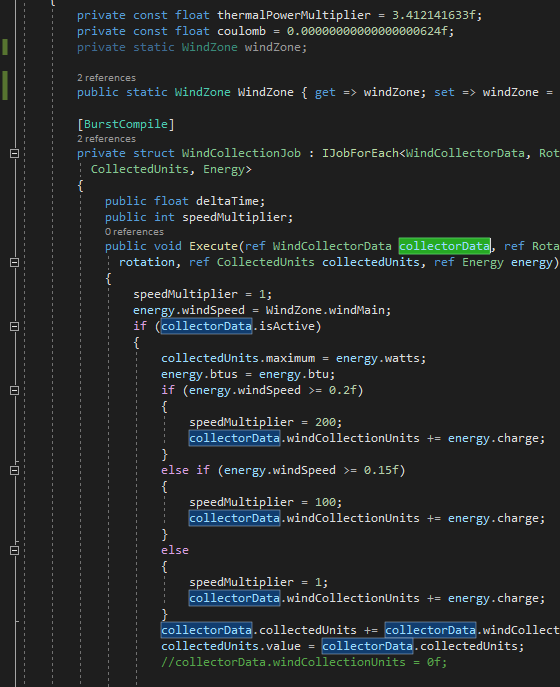 {
private const float thermalPowerMultiplier = 3.412141633f;
private const float coulomb = 0.00000000000000000624f;
private static WindZone windZone;
2 references
public static WindZone WindZone { get => windZone; set => windZone =
[BurstCompile]
2 references
private struct WindCollectionJob : IJobForEach<WindCollectorData, Rot
CollectedUnits, Energy>
{
public float deltaTime;
public int speedMultiplier;
0 references
public void Execute(ref WindCollectorData collectorData, ref Rota
rotation, ref CollectedUnits collectedUnits, ref Energy energy)
{
speedMultiplier = 1;
energy.windSpeed = WindZone.windMain;
if (collectorData.isActive)
{
collectedUnits.maximum = energy.watts;
energy.btus = energy.btu;
if (energy.windSpeed >= 0.2f)
{
speedMultiplier = 200;
collectorData.windCollectionUnits += energy.charge;
}
else if (energy.windSpeed >= 0.15f)
{
speedMultiplier = 100;
collectorData.windCollectionUnits += energy.charge;
}
else
{
speedMultiplier = 1;
collectorData.windCollectionUnits += energy.charge;
}
collectorData.collectedUnits += collectorData.windCollect
collectedUnits.value = collectorData.collectedUnits;
//collectorData.windCollectionUnits = 0f;